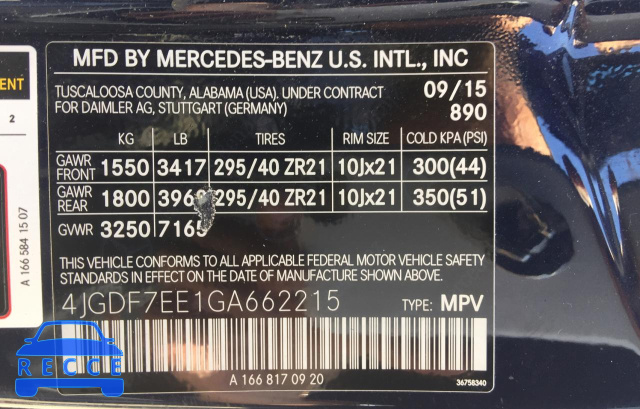 MFD BY MERCEDES-BENZ U.S. INTL., INC
TUSCALOOSA COUNTY, ALABAMA (USA). UNDER CONTRACT 09/15
FOR DAIMLER AG, STUTTGART (GERMANY) 890
KG LB TIRES RIM SIZE COLD KPA(PSI)
GAWR FRONT 1550 3417 295/40 ZR21 10Jx21 300(44)
GAWR REAR 1800 295/40 ZR21 10Jx21 350(51)
GVWR 3250 7165
THIS VEHICLE CONFORMS TO ALL APPLICABLE FEDERAL MOTOR VEHICLE SAFETY
STANDARDS IN EFFECT ON THE DATE OF MANUFACTURE SHOWN ABOVE.
4JGDF7EE1GA662215 TYPE: MPV
A 166 817 09 20
36758340
A 166 584 15 07
2
RECCE